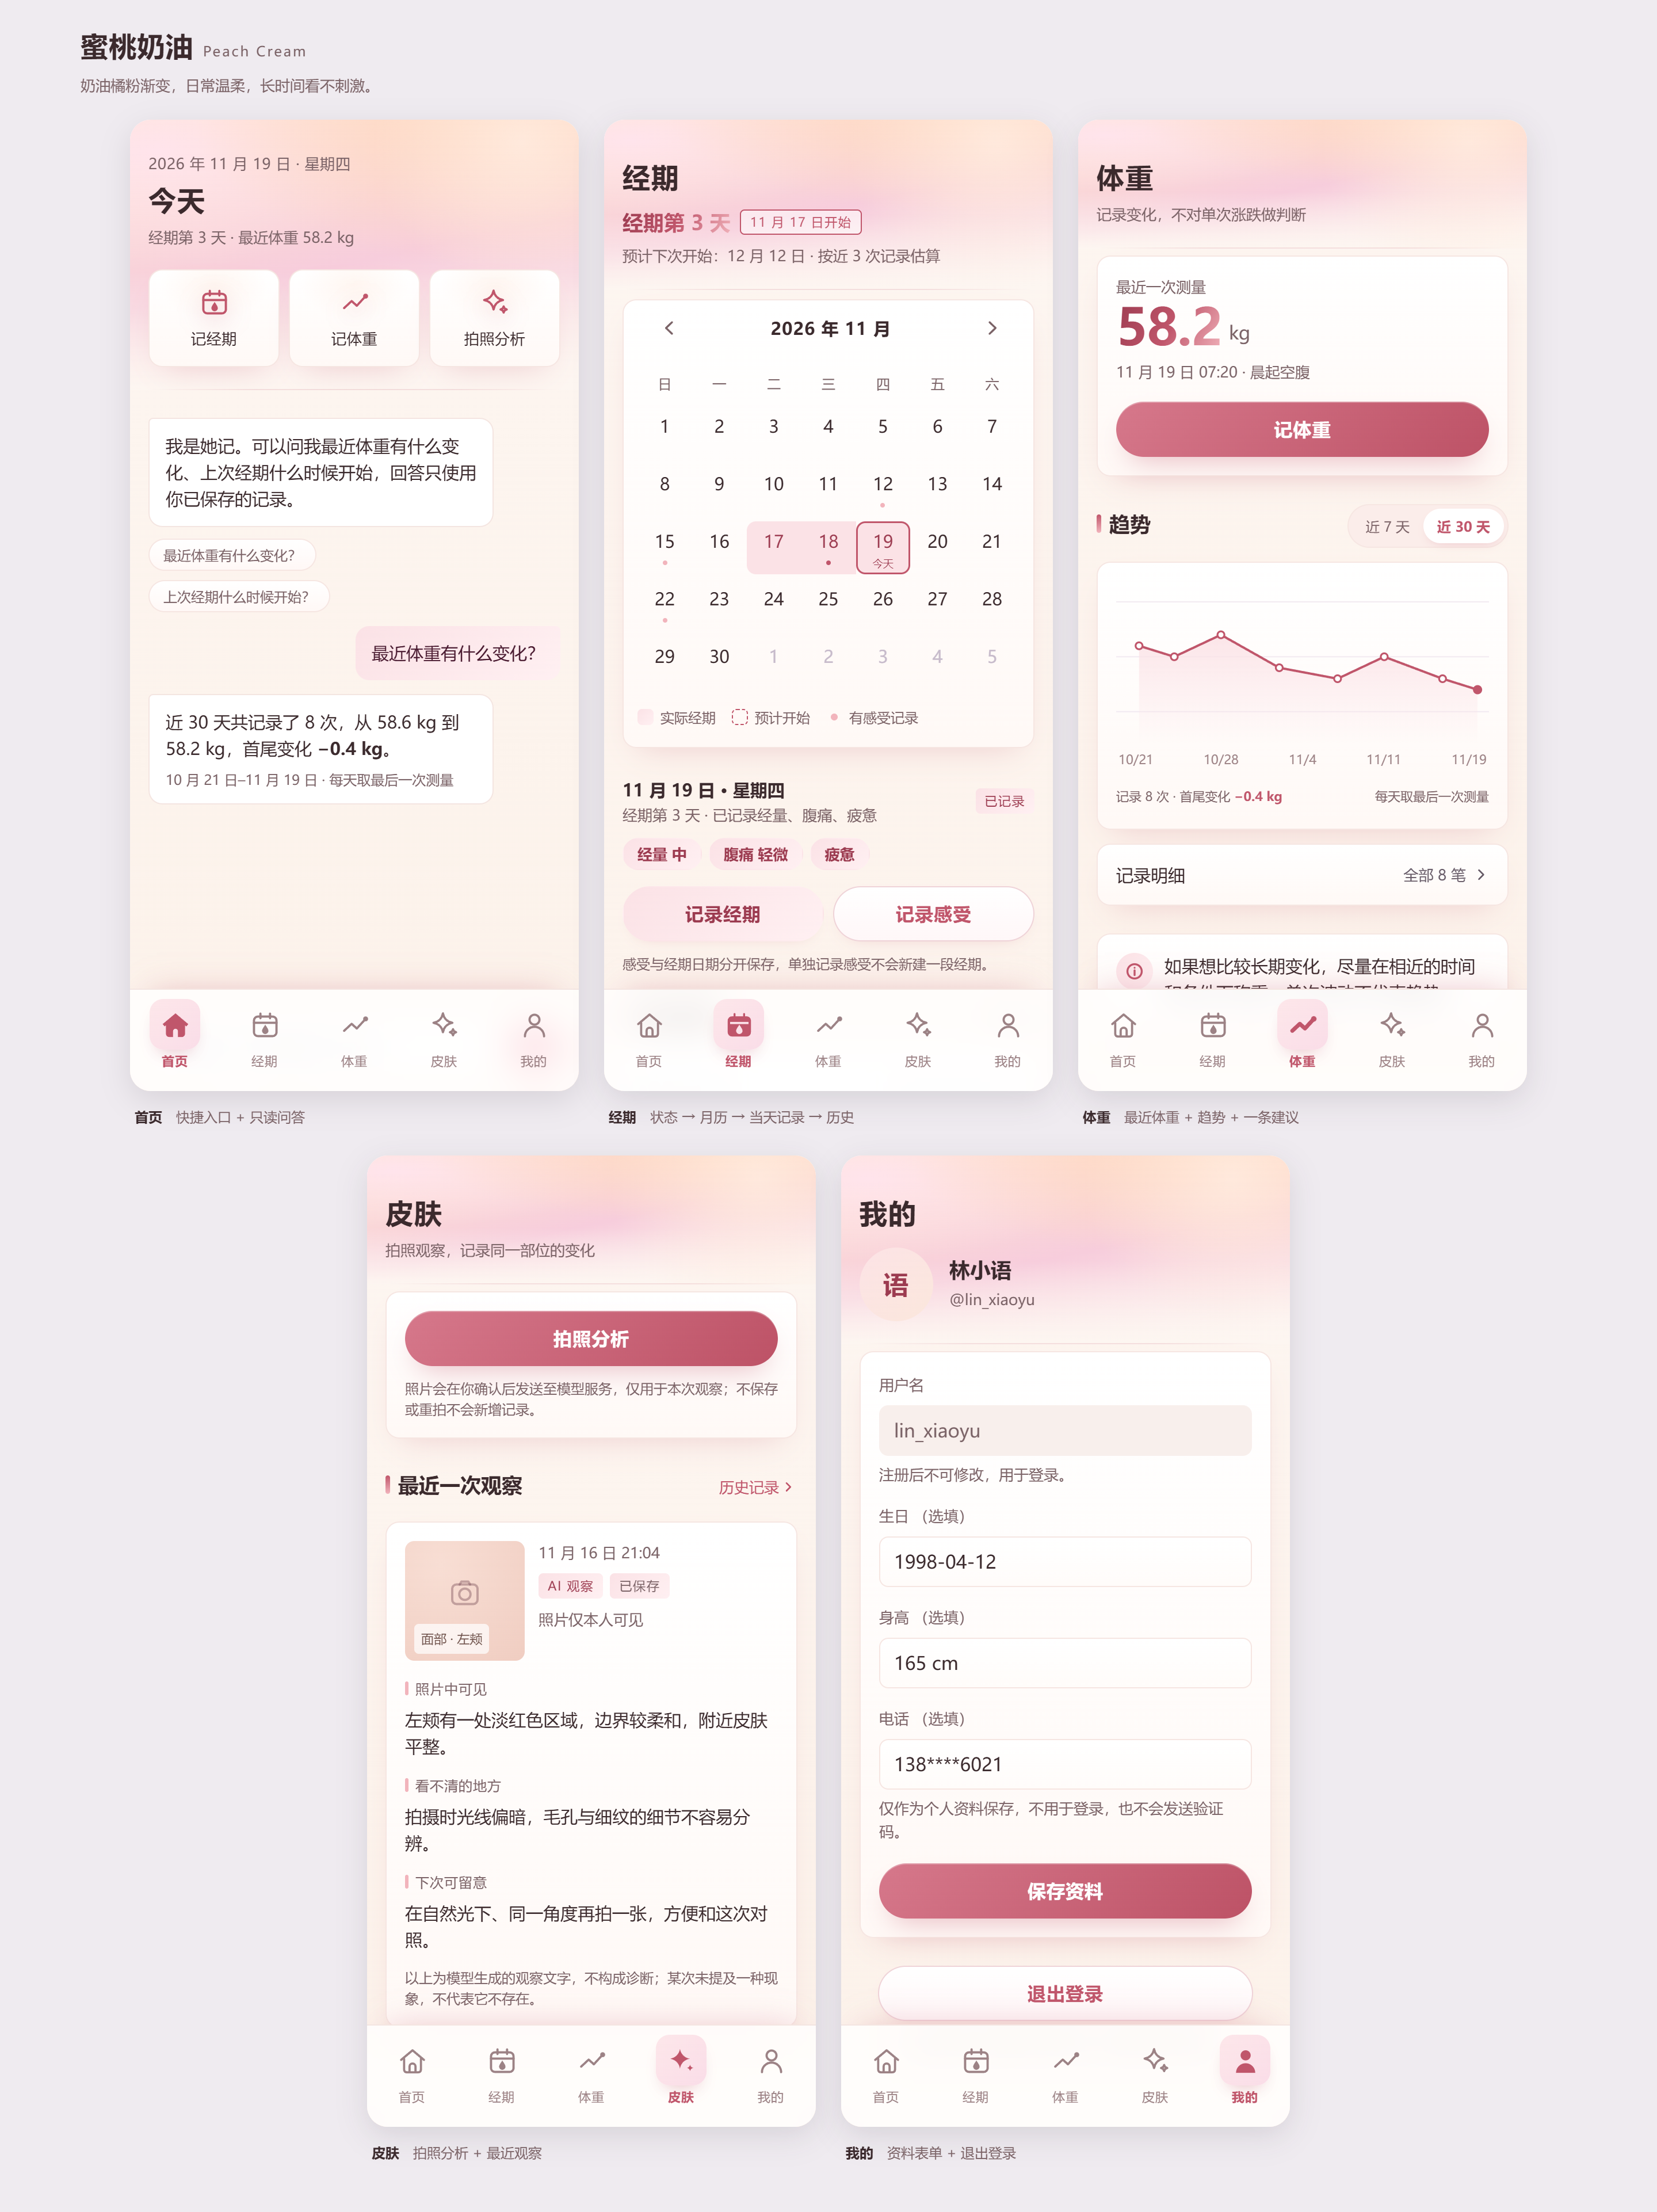 蜜桃奶油 Peach Cream
奶油橘粉渐变，日常温柔，长时间看不刺激。
2026 年 11 月 19 日 · 星期四
今天
经期第 3 天 · 最近体重 58.2 kg
记经期
记体重
拍照分析
我是她记。可以问我最近体重有什么变
化、上次经期什么时候开始，回答只使用
你已保存的记录。
最近体重有什么变化？
上次经期什么时候开始？
最近体重有什么变化？
近 30 天共记录了 8 次，从 58.6 kg 到
58.2 kg，首尾变化 −0.4 kg。
10 月 21 日–11 月 19 日 · 每天取最后一次测量
首页 经期 体重 皮肤 我的
首页 快捷入口 + 只读问答
经期
经期第 3 天 11 月 17 日开始
预计下次开始：12 月 12 日 · 按近 3 次记录估算
2026 年 11 月
日 一 二 三 四 五 六
1 2 3 4 5 6 7
8 9 10 11 12 13 14
15 16 17 18 19 20 21
今天
22 23 24 25 26 27 28
29 30 1 2 3 4 5
实际经期 预计开始 有感受记录
11 月 19 日 • 星期四
已记录
经期第 3 天 · 已记录经量、腹痛、疲惫
经量 中 腹痛 轻微 疲惫
记录经期 记录感受
感受与经期日期分开保存，单独记录感受不会新建一段经期。
首页 经期 体重 皮肤 我的
经期 状态 → 月历 → 当天记录 → 历史
体重
记录变化，不对单次涨跌做判断
最近一次测量
58.2 kg
11 月 19 日 07:20 · 晨起空腹
记体重
趋势 近 7 天 近 30 天
10/21 10/28 11/4 11/11 11/19
记录 8 次 · 首尾变化 −0.4 kg 每天取最后一次测量
记录明细 全部 8 笔
如果想比较长期变化，尽量在相近的时间
首页 经期 体重 皮肤 我的
体重 最近体重 + 趋势 + 一条建议
皮肤
拍照观察，记录同一部位的变化
拍照分析
照片会在你确认后发送至模型服务，仅用于本次观察；不保存
或重拍不会新增记录。
最近一次观察 历史记录
面部 · 左颊
11 月 16 日 21:04
AI 观察 已保存
照片仅本人可见
照片中可见
左颊有一处淡红色区域，边界较柔和，附近皮肤
平整。
看不清的地方
拍摄时光线偏暗，毛孔与细纹的细节不容易分
辨。
下次可留意
在自然光下、同一角度再拍一张，方便和这次对
照。
以上为模型生成的观察文字，不构成诊断；某次未提及一种现
象，不代表它不存在。
首页 经期 体重 皮肤 我的
皮肤 拍照分析 + 最近观察
我的
语
林小语
@lin_xiaoyu
用户名
lin_xiaoyu
注册后不可修改，用于登录。
生日 （选填）
1998-04-12
身高 （选填）
165 cm
电话 （选填）
138****6021
仅作为个人资料保存，不用于登录，也不会发送验证
码。
保存资料
退出登录
首页 经期 体重 皮肤 我的
我的 资料表单 + 退出登录